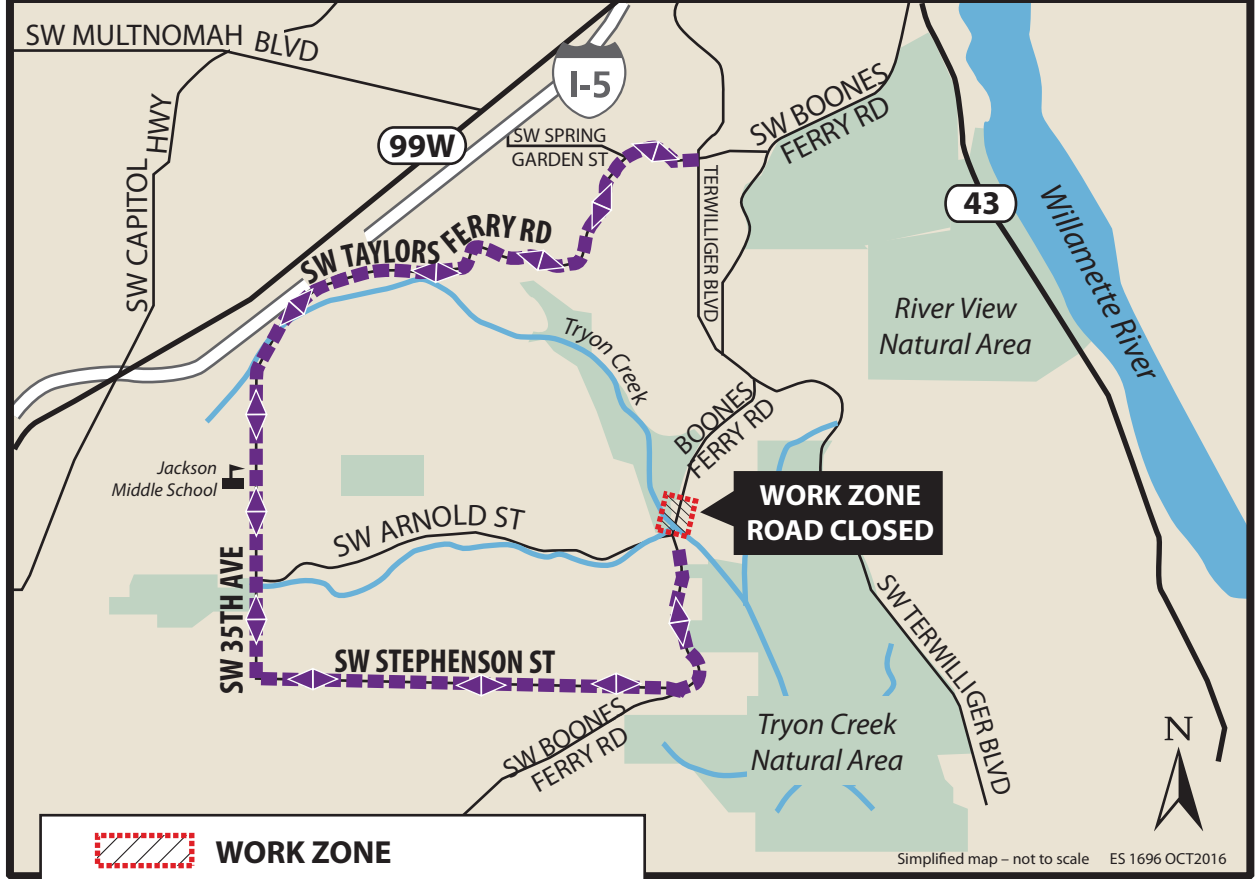 SW MULTNOMAH BLVD
I-5
SW BOONES
FERRY RD
SW CAPITOL HWY
99W
SW SPRING
GARDEN ST
TERWILLIGER BLVD
43
Willamette River
SW TAYLORS FERRY RD
River View
Natural Area
Tryon Creek
BOONES
FERRY RD
Jackson
Middle School
WORK ZONE
ROAD CLOSED
SW ARNOLD ST
SW 35TH AVE
SW STEPHENSON ST
SW TERWILLIGER BLVD
SW BOONES
FERRY RD
Tryon Creek
Natural Area
N
WORK ZONE
Simplified map – not to scale ES 1696 OCT2016